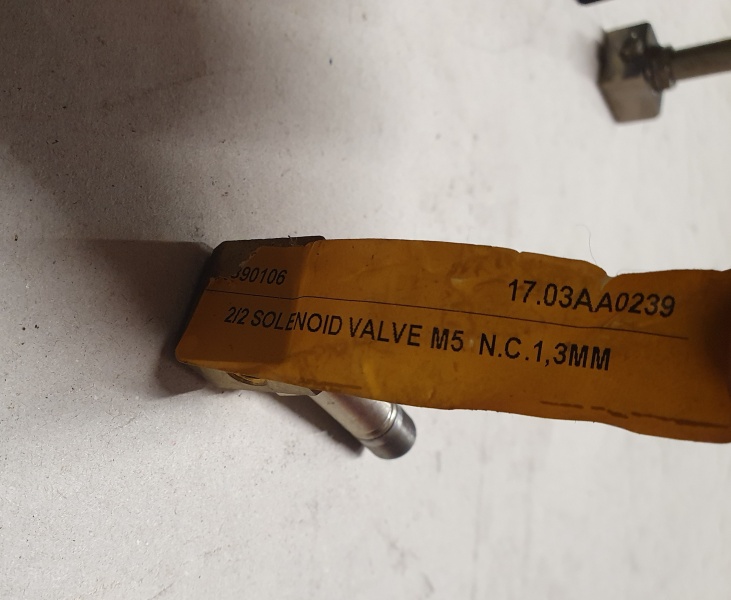 990106
17.03AA0239
2/2 SOLENOID VALVE M5 N.C.1,3MM